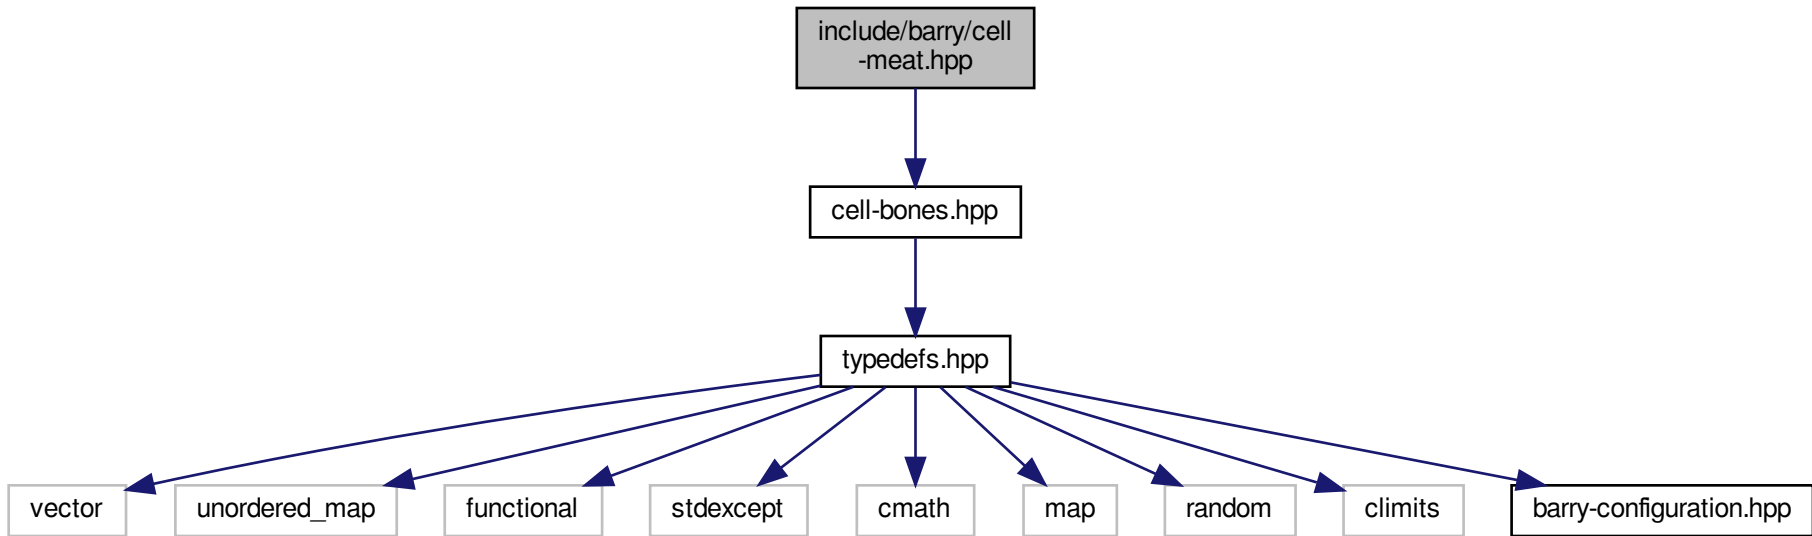 include/barry/cell
-meat.hpp
cell-bones.hpp
typedefs.hpp
vector
unordered_map
functional
stdexcept
cmath
map
random
climits
barry-configuration.hpp